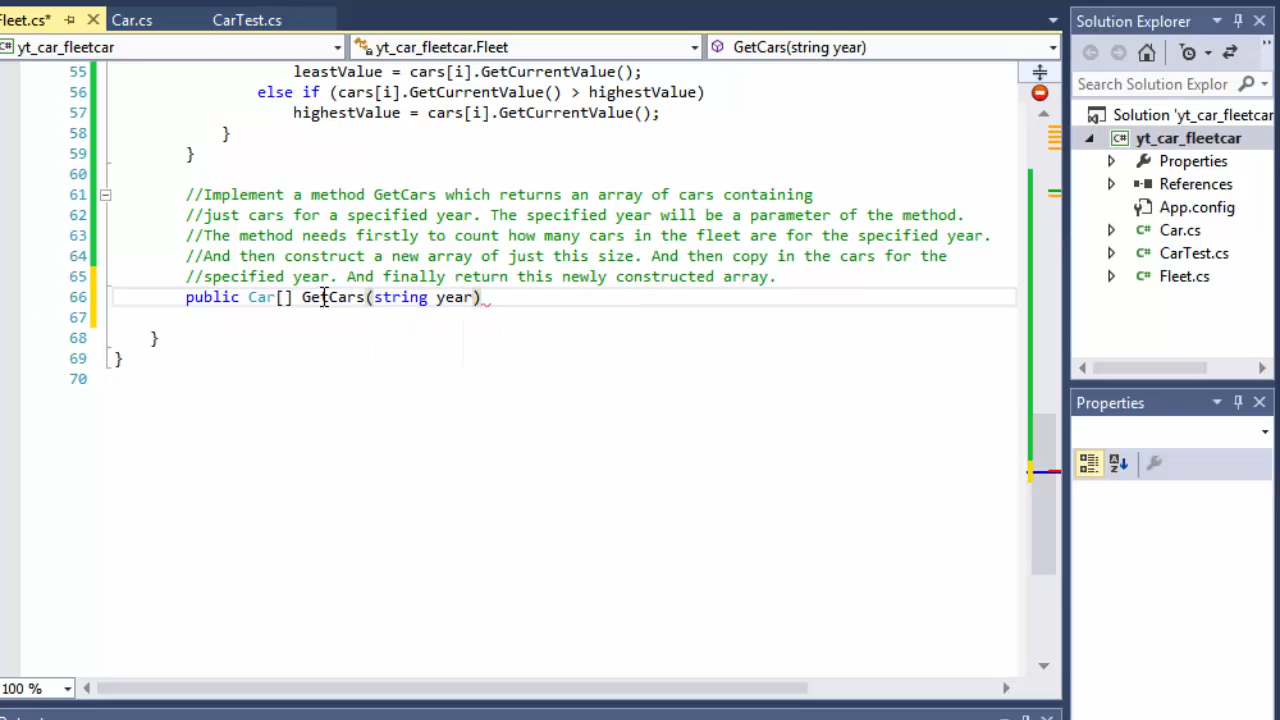 Fleet.cs*
Car.cs
CarTest.cs
yt_car_fleetcar
yt_car_fleetcar.Fleet
GetCars(string year)
55 leastValue = cars[i].GetCurrentValue();
56 else if (cars[i].GetCurrentValue() > highestValue)
57 highestValue = cars[i].GetCurrentValue();
58 }
59 }
60
61 //Implement a method GetCars which returns an array of cars containing
62 //just cars for a specified year. The specified year will be a parameter of the method.
63 //The method needs firstly to count how many cars in the fleet are for the specified year.
64 //And then construct a new array of just this size. And then copy in the cars for the
65 //specified year. And finally return this newly constructed array.
66 public Car[] GetCars(string year)
67
68 }
69 }
70
100 %
Solution Explorer
Search Solution Explor
Solution 'yt_car_fleetcar
C# yt_car_fleetcar
Properties
References
App.config
C# Car.cs
C# CarTest.cs
C# Fleet.cs
Properties